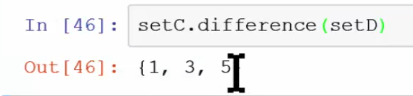 In [46]: setC.difference(setD)
Out[46]: {1, 3, 5